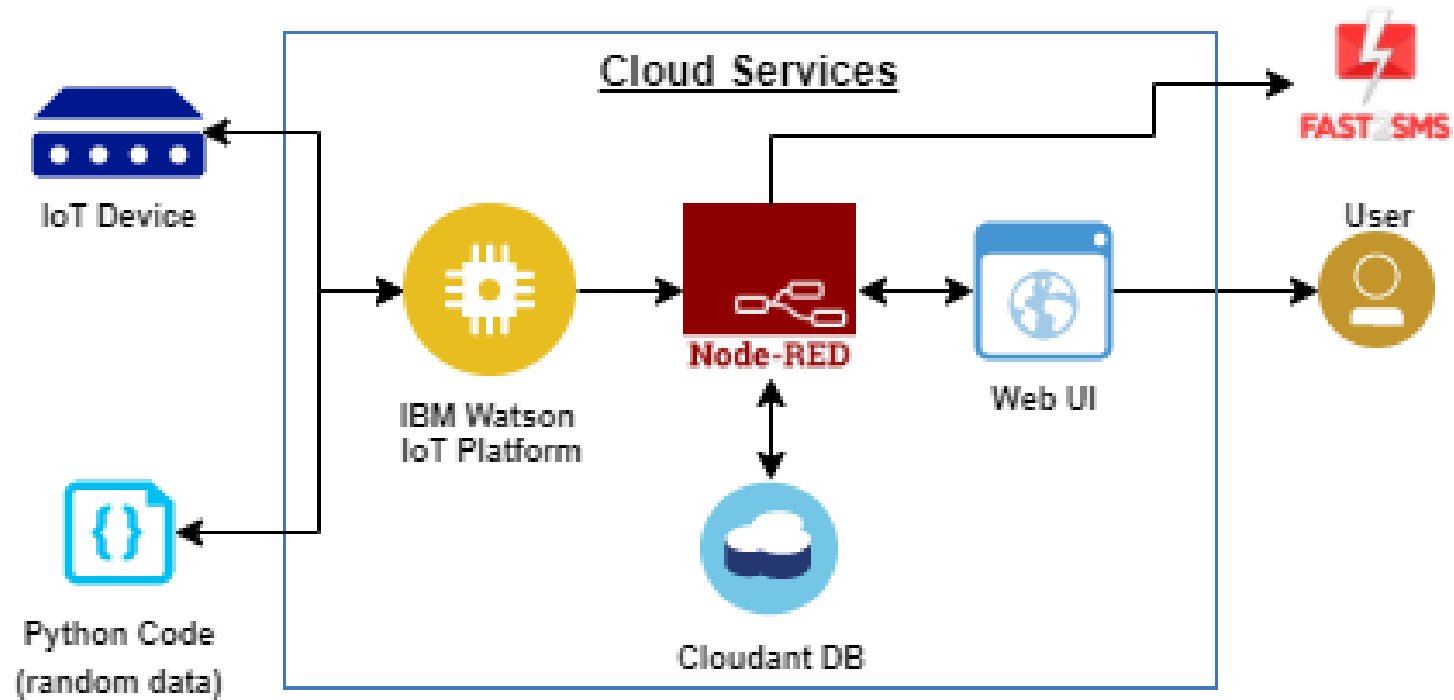 Cloud Services
FAST2SMS
IoT Device
User
Node-RED
Web UI
IBM Watson
IoT Platform
{}
Python Code
(random data)
Cloudant DB